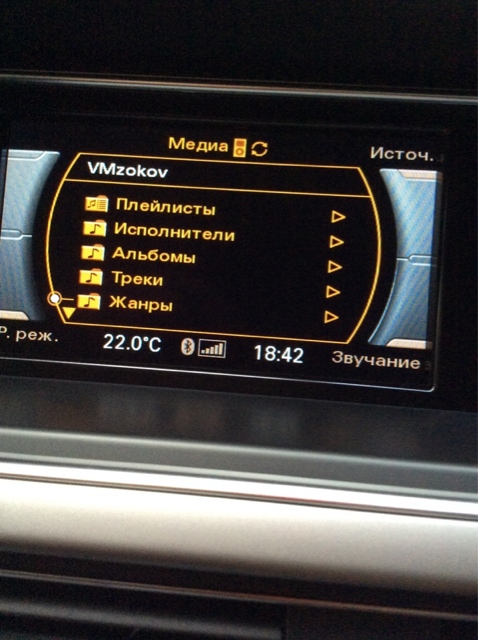 Медиа
Источ.
VMzokov
Плейлисты
Исполнители
Альбомы
Треки
Жанры
Р. реж.
22.0°C
18:42
Звучание